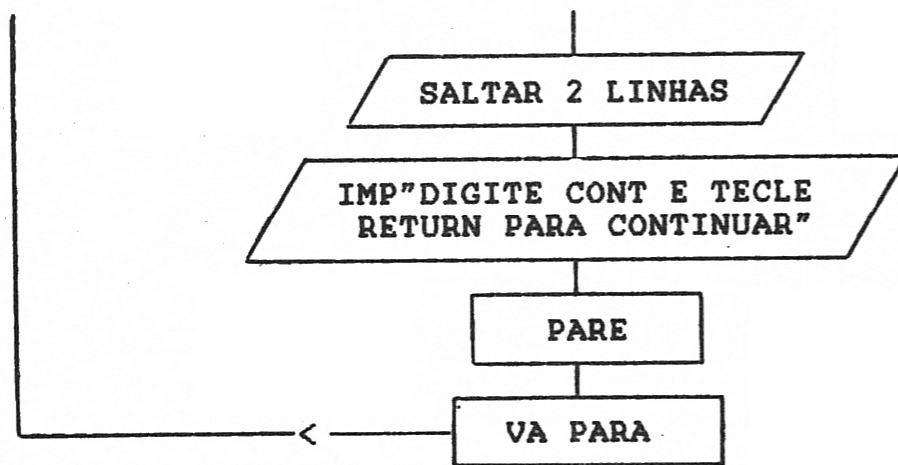 SALTAR 2 LINHAS
IMP"DIGITE CONT E TECLE
RETURN PARA CONTINUAR"
PARE
VA PARA